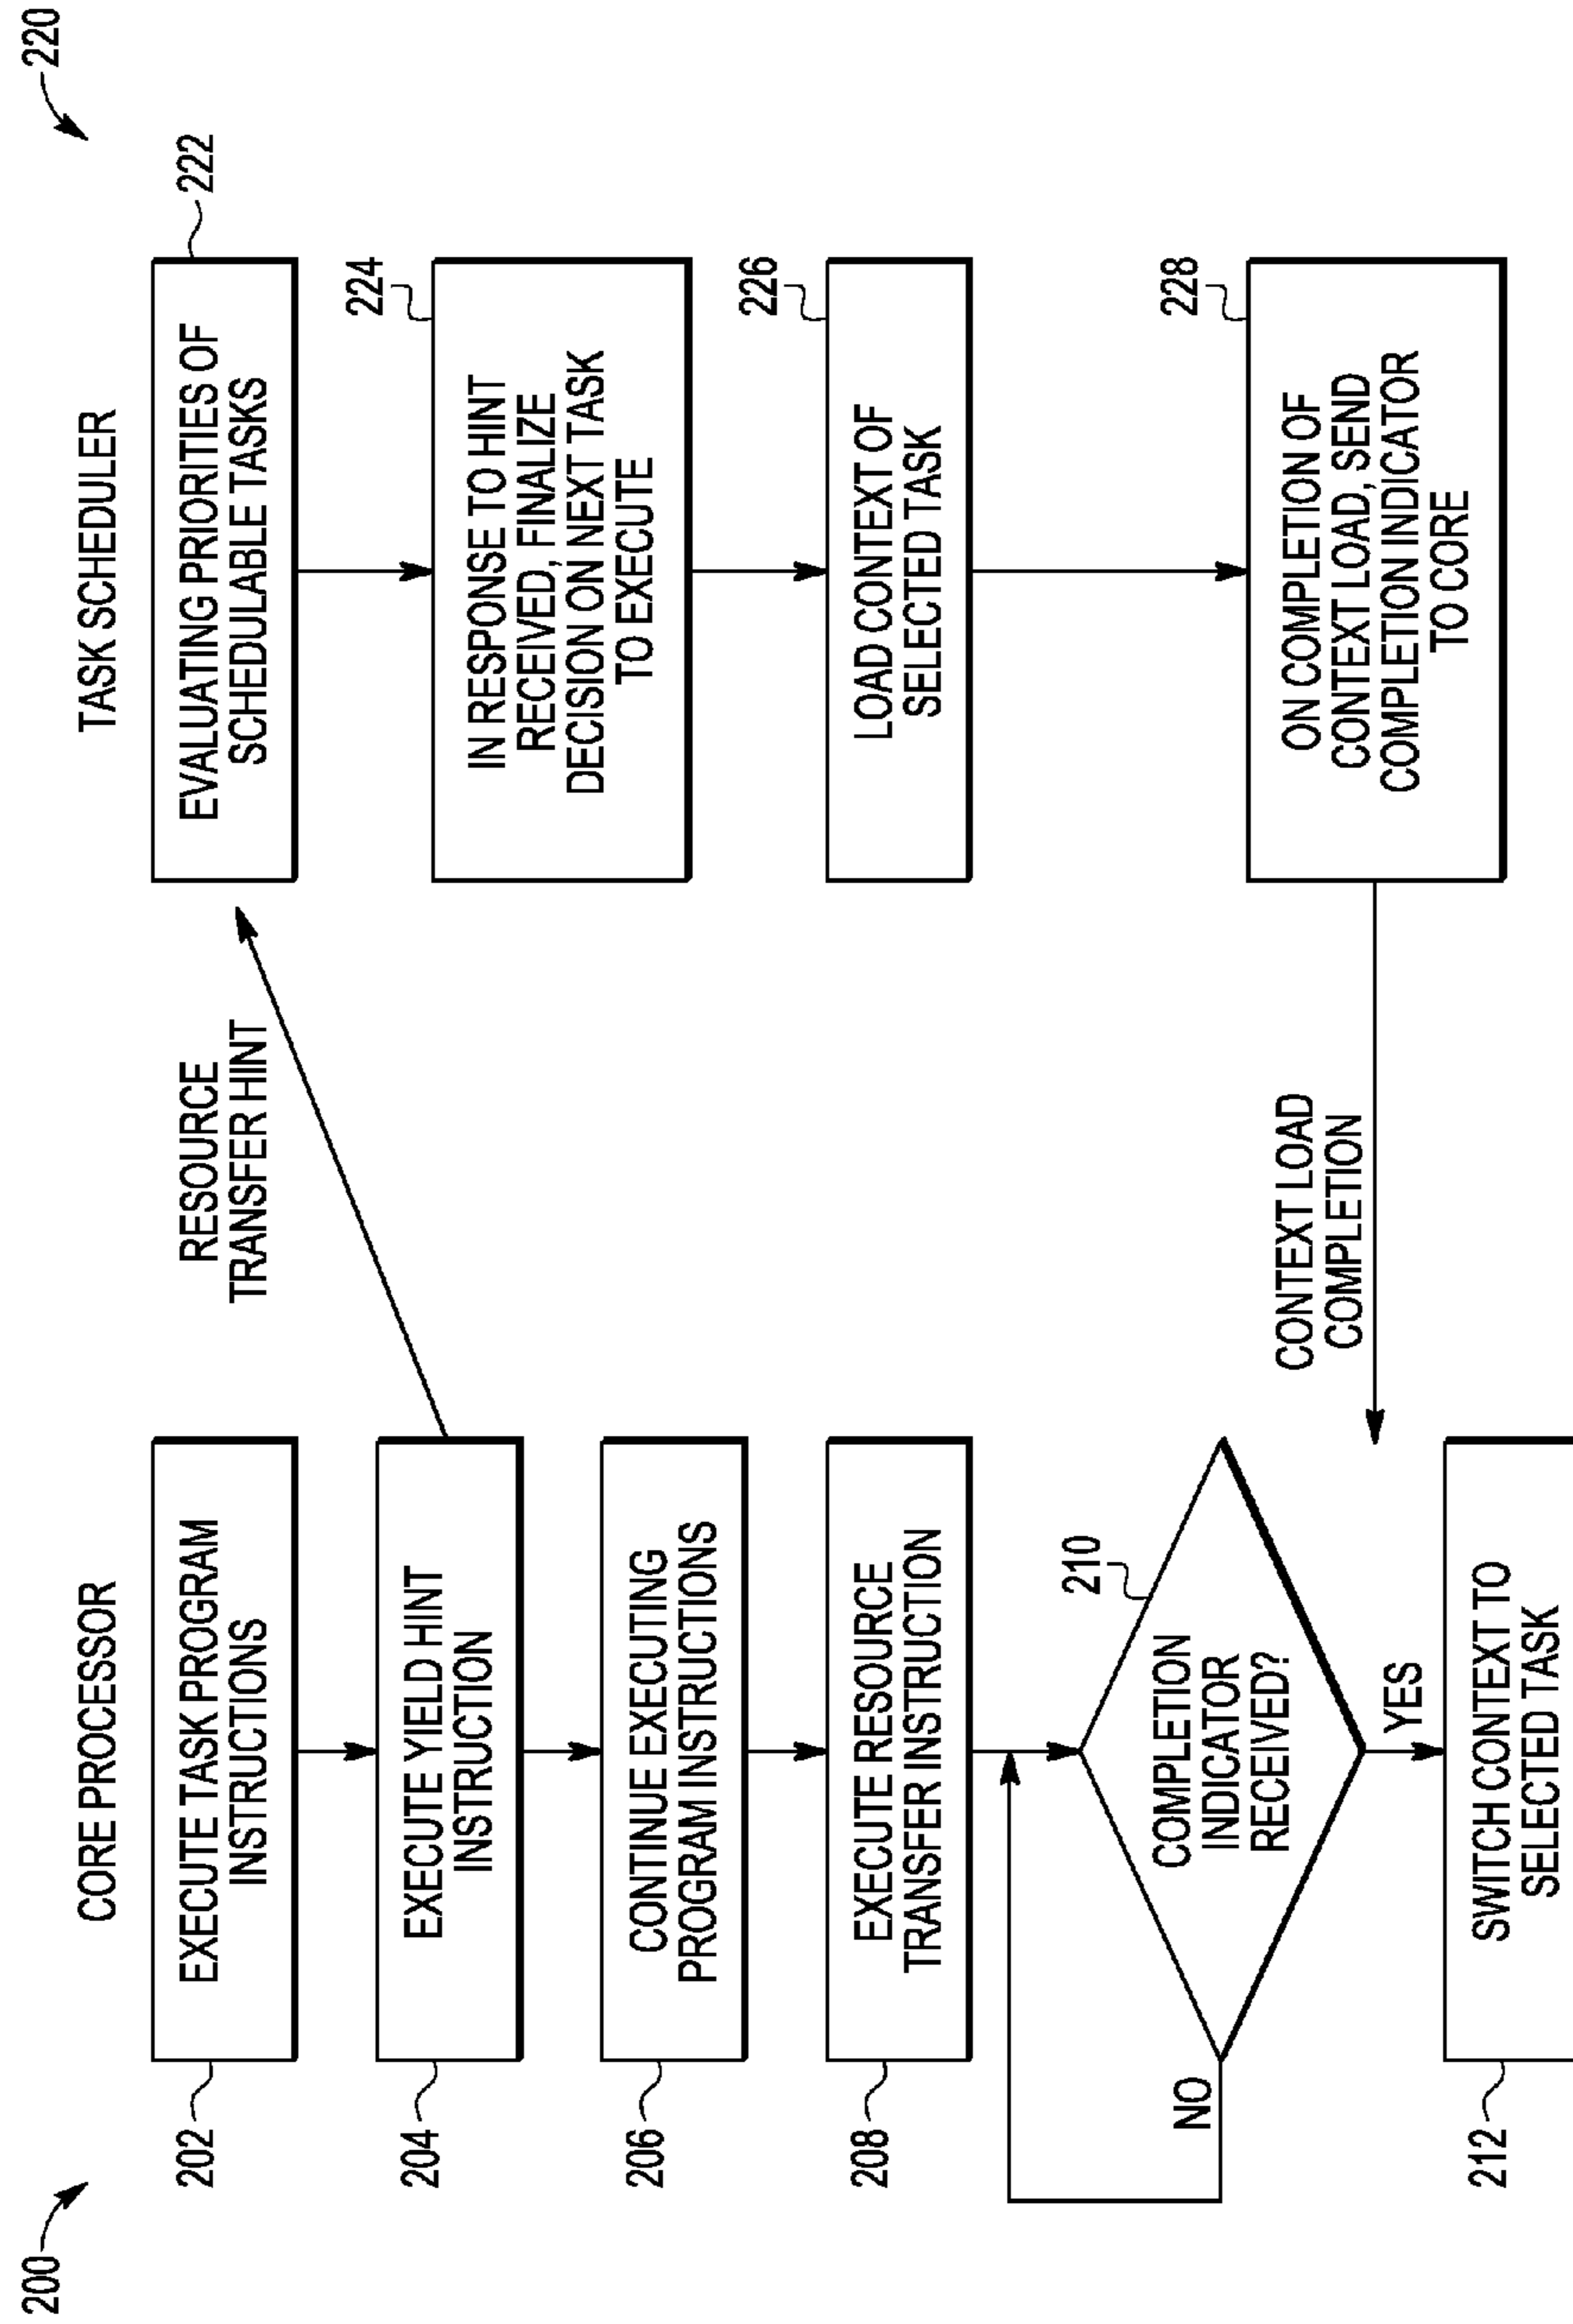 200
CORE PROCESSOR
202
EXECUTE TASK PROGRAM
INSTRUCTIONS
204
EXECUTE YIELD HINT
INSTRUCTION
206
CONTINUE EXECUTING
PROGRAM INSTRUCTIONS
208
EXECUTE RESOURCE
TRANSFER INSTRUCTION
210
COMPLETION
INDICATOR
RECEIVED?
NO
YES
212
SWITCH CONTEXT TO
SELECTED TASK
RESOURCE
TRANSFER HINT
CONTEXT LOAD
COMPLETION
220
TASK SCHEDULER
222
EVALUATING PRIORITIES OF
SCHEDULABLE TASKS
224
IN RESPONSE TO HINT
RECEIVED, FINALIZE
DECISION ON NEXT TASK
TO EXECUTE
226
LOAD CONTEXT OF
SELECTED TASK
228
ON COMPLETION OF
CONTEXT LOAD, SEND
COMPLETION INDICATOR
TO CORE